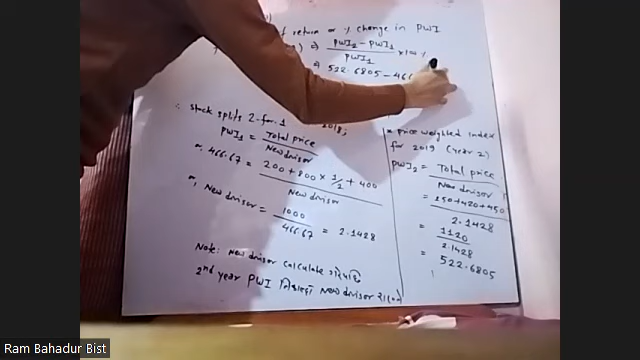 f return or % change in PWI
) ⇒ PWI₂ - PWI₁ / PWI₁ × 100 %
⇒ 522.6805 - 466
∴ stock splits 2-for-1 2018;
PWI₁ = Total price / New divisor
or, 466.67 = 200 + 800 × 1/2 + 400 / New divisor
or, New divisor = 1000 / 466.67 = 2.1428
Note: New divisor calculate
2nd year PWI New divisor
price weighted index
for 2019 (year 2)
PWI₂ = Total price / New divisor
= 150+420+450 / 2.1428
= 1120 / 2.1428
= 522.6805
Ram Bahadur Bist